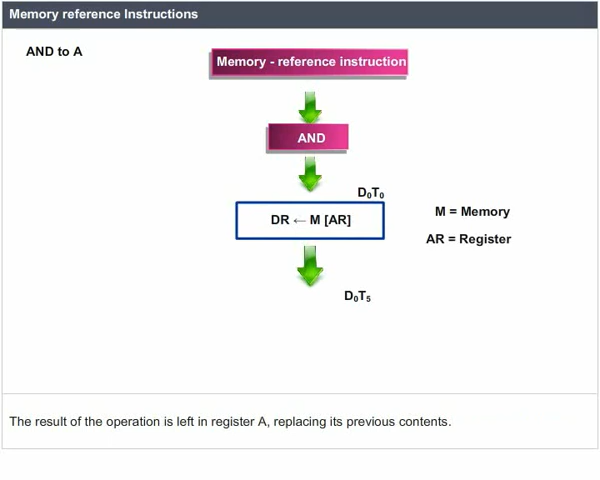 Memory reference Instructions
AND to A
Memory - reference instruction
AND
D₀T₀
DR ← M [AR]
M = Memory
AR = Register
D₀T₅
The result of the operation is left in register A, replacing its previous contents.